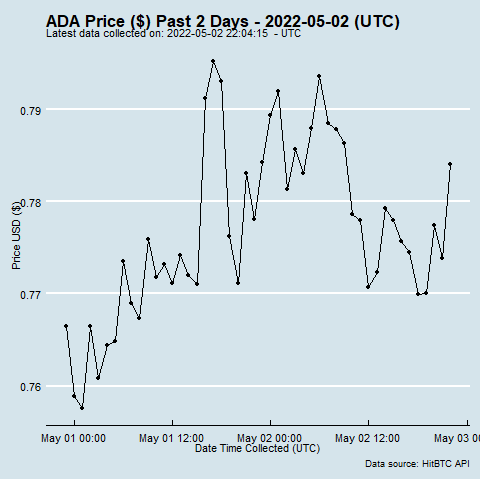 ADA Price ($) Past 2 Days - 2022-05-02 (UTC)
Latest data collected on: 2022-05-02 22:04:15 - UTC
0.79
0.78
0.77
0.76
Price USD ($)
May 01 00:00
May 01 12:00
May 02 00:00
May 02 12:00
May 03 0
Date Time Collected (UTC)
Data source: HitBTC API